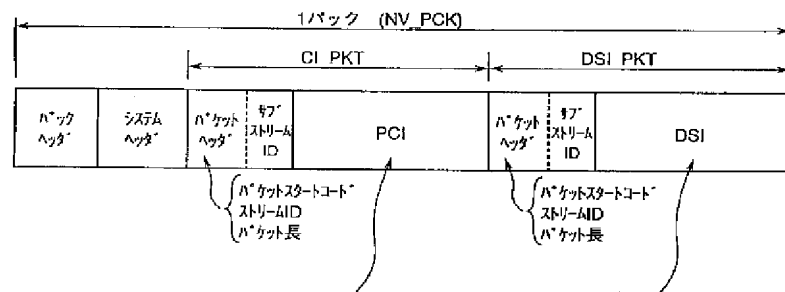 1パック (NV_PCK)
CI PKT
DSI PKT
パック
ヘッダ
システム
ヘッダ
パケット
ヘッダ
サブ
ストリーム
ID
PCI
パケット
ヘッダ
サブ
ストリーム
ID
DSI
パケットスタートコード
ストリームID
パケット長
パケットスタートコード
ストリームID
パケット長